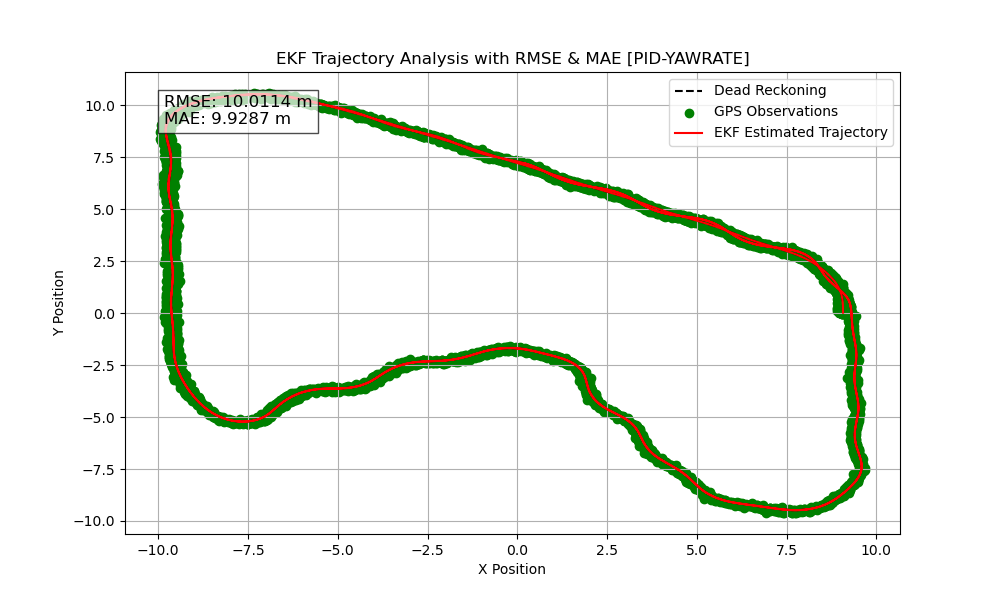 EKF Trajectory Analysis with RMSE & MAE [PID-YAWRATE]
RMSE: 10.0114 m
MAE: 9.9287 m
Dead Reckoning
GPS Observations
EKF Estimated Trajectory
Y Position
10.0
7.5
5.0
2.5
0.0
−2.5
−5.0
−7.5
−10.0
−10.0 −7.5 −5.0 −2.5 0.0 2.5 5.0 7.5 10.0
X Position